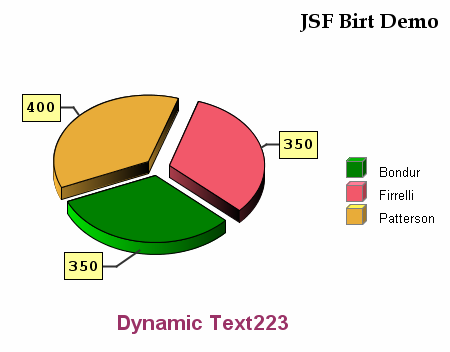 JSF Birt Demo
400
350
Bondur
Firrelli
Patterson
350
Dynamic Text223